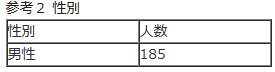 参考２ 性別
性別 人数
男性 185